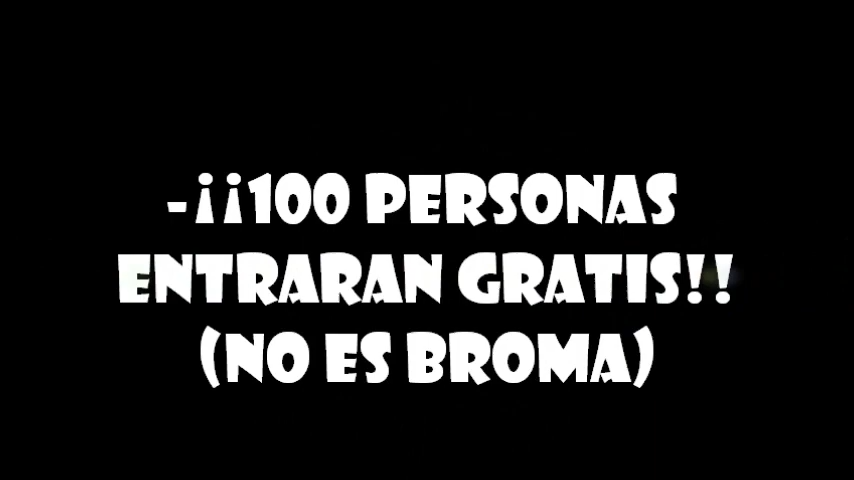 -¡¡100 PERSONAS
ENTRARAN GRATIS!!
(NO ES BROMA)